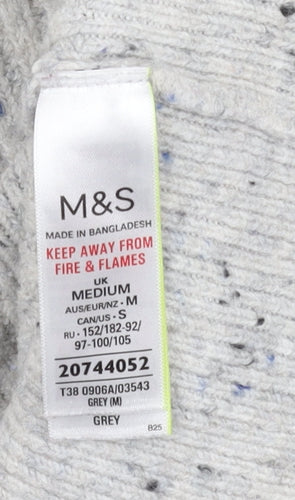 M&S
MADE IN BANGLADESH
KEEP AWAY FROM
FIRE & FLAMES
UK
MEDIUM
AUS/EUR/NZ - M
CAN/US - S
RU - 152/182-92/
97-100/105
20744052
T38 0906A/03543
GREY (M)
GREY
B25